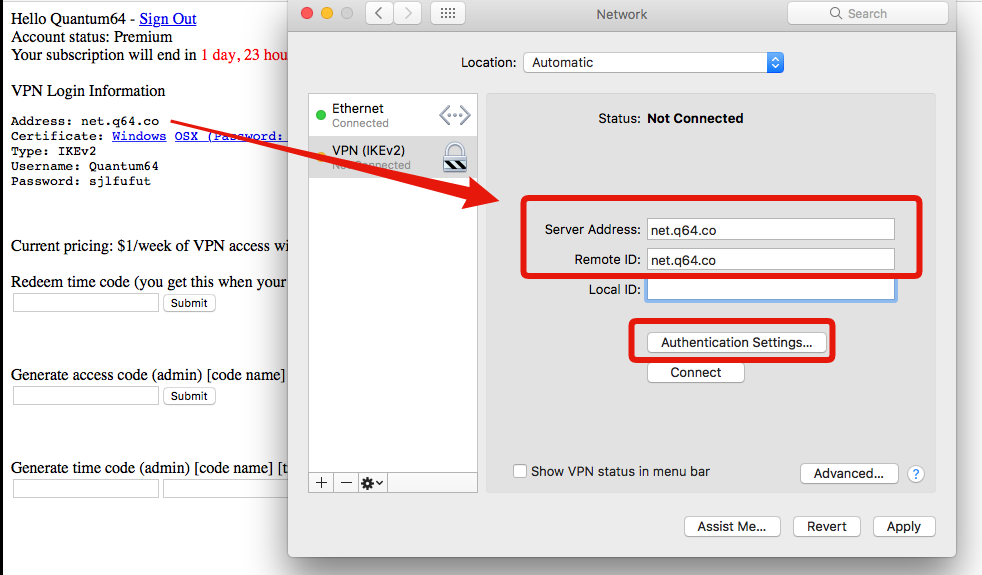 Hello Quantum64 - Sign Out
Account status: Premium
Your subscription will end in 1 day, 23 hou
VPN Login Information
Address: net.q64.co
Certificate: Windows OSX (Password:
Type: IKEv2
Username: Quantum64
Password: sjlfufut
Current pricing: $1/week of VPN access wi
Redeem time code (you get this when your
Submit
Generate access code (admin) [code name]
Submit
Generate time code (admin) [code name] [t
Network
Search
Location: Automatic
Ethernet
Connected
VPN (IKEv2)
Not Connected
Status: Not Connected
Server Address: net.q64.co
Remote ID: net.q64.co
Local ID:
Authentication Settings...
Connect
Show VPN status in menu bar
Advanced...
?
Assist Me...
Revert
Apply